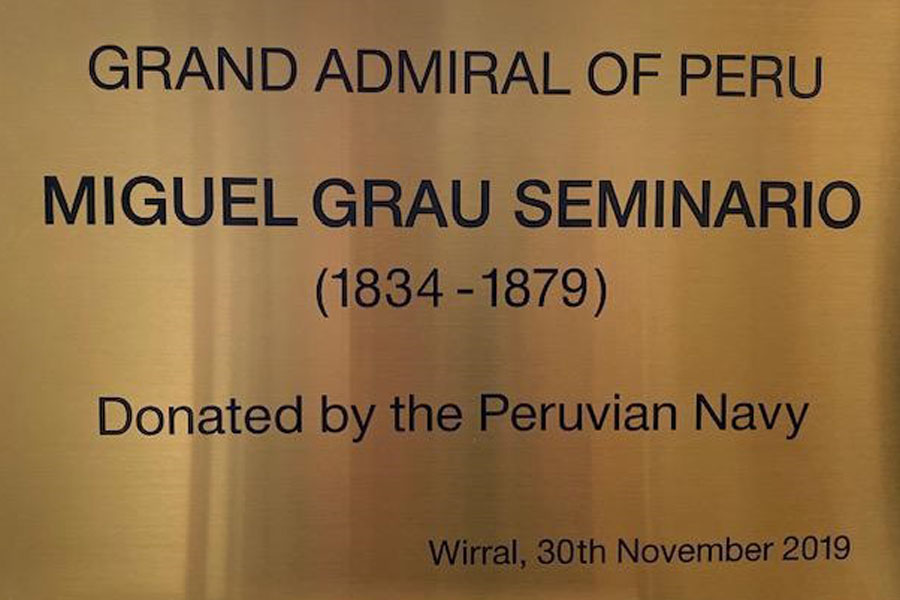 GRAND ADMIRAL OF PERU
MIGUEL GRAU SEMINARIO
(1834 -1879)
Donated by the Peruvian Navy
Wirral, 30th November 2019